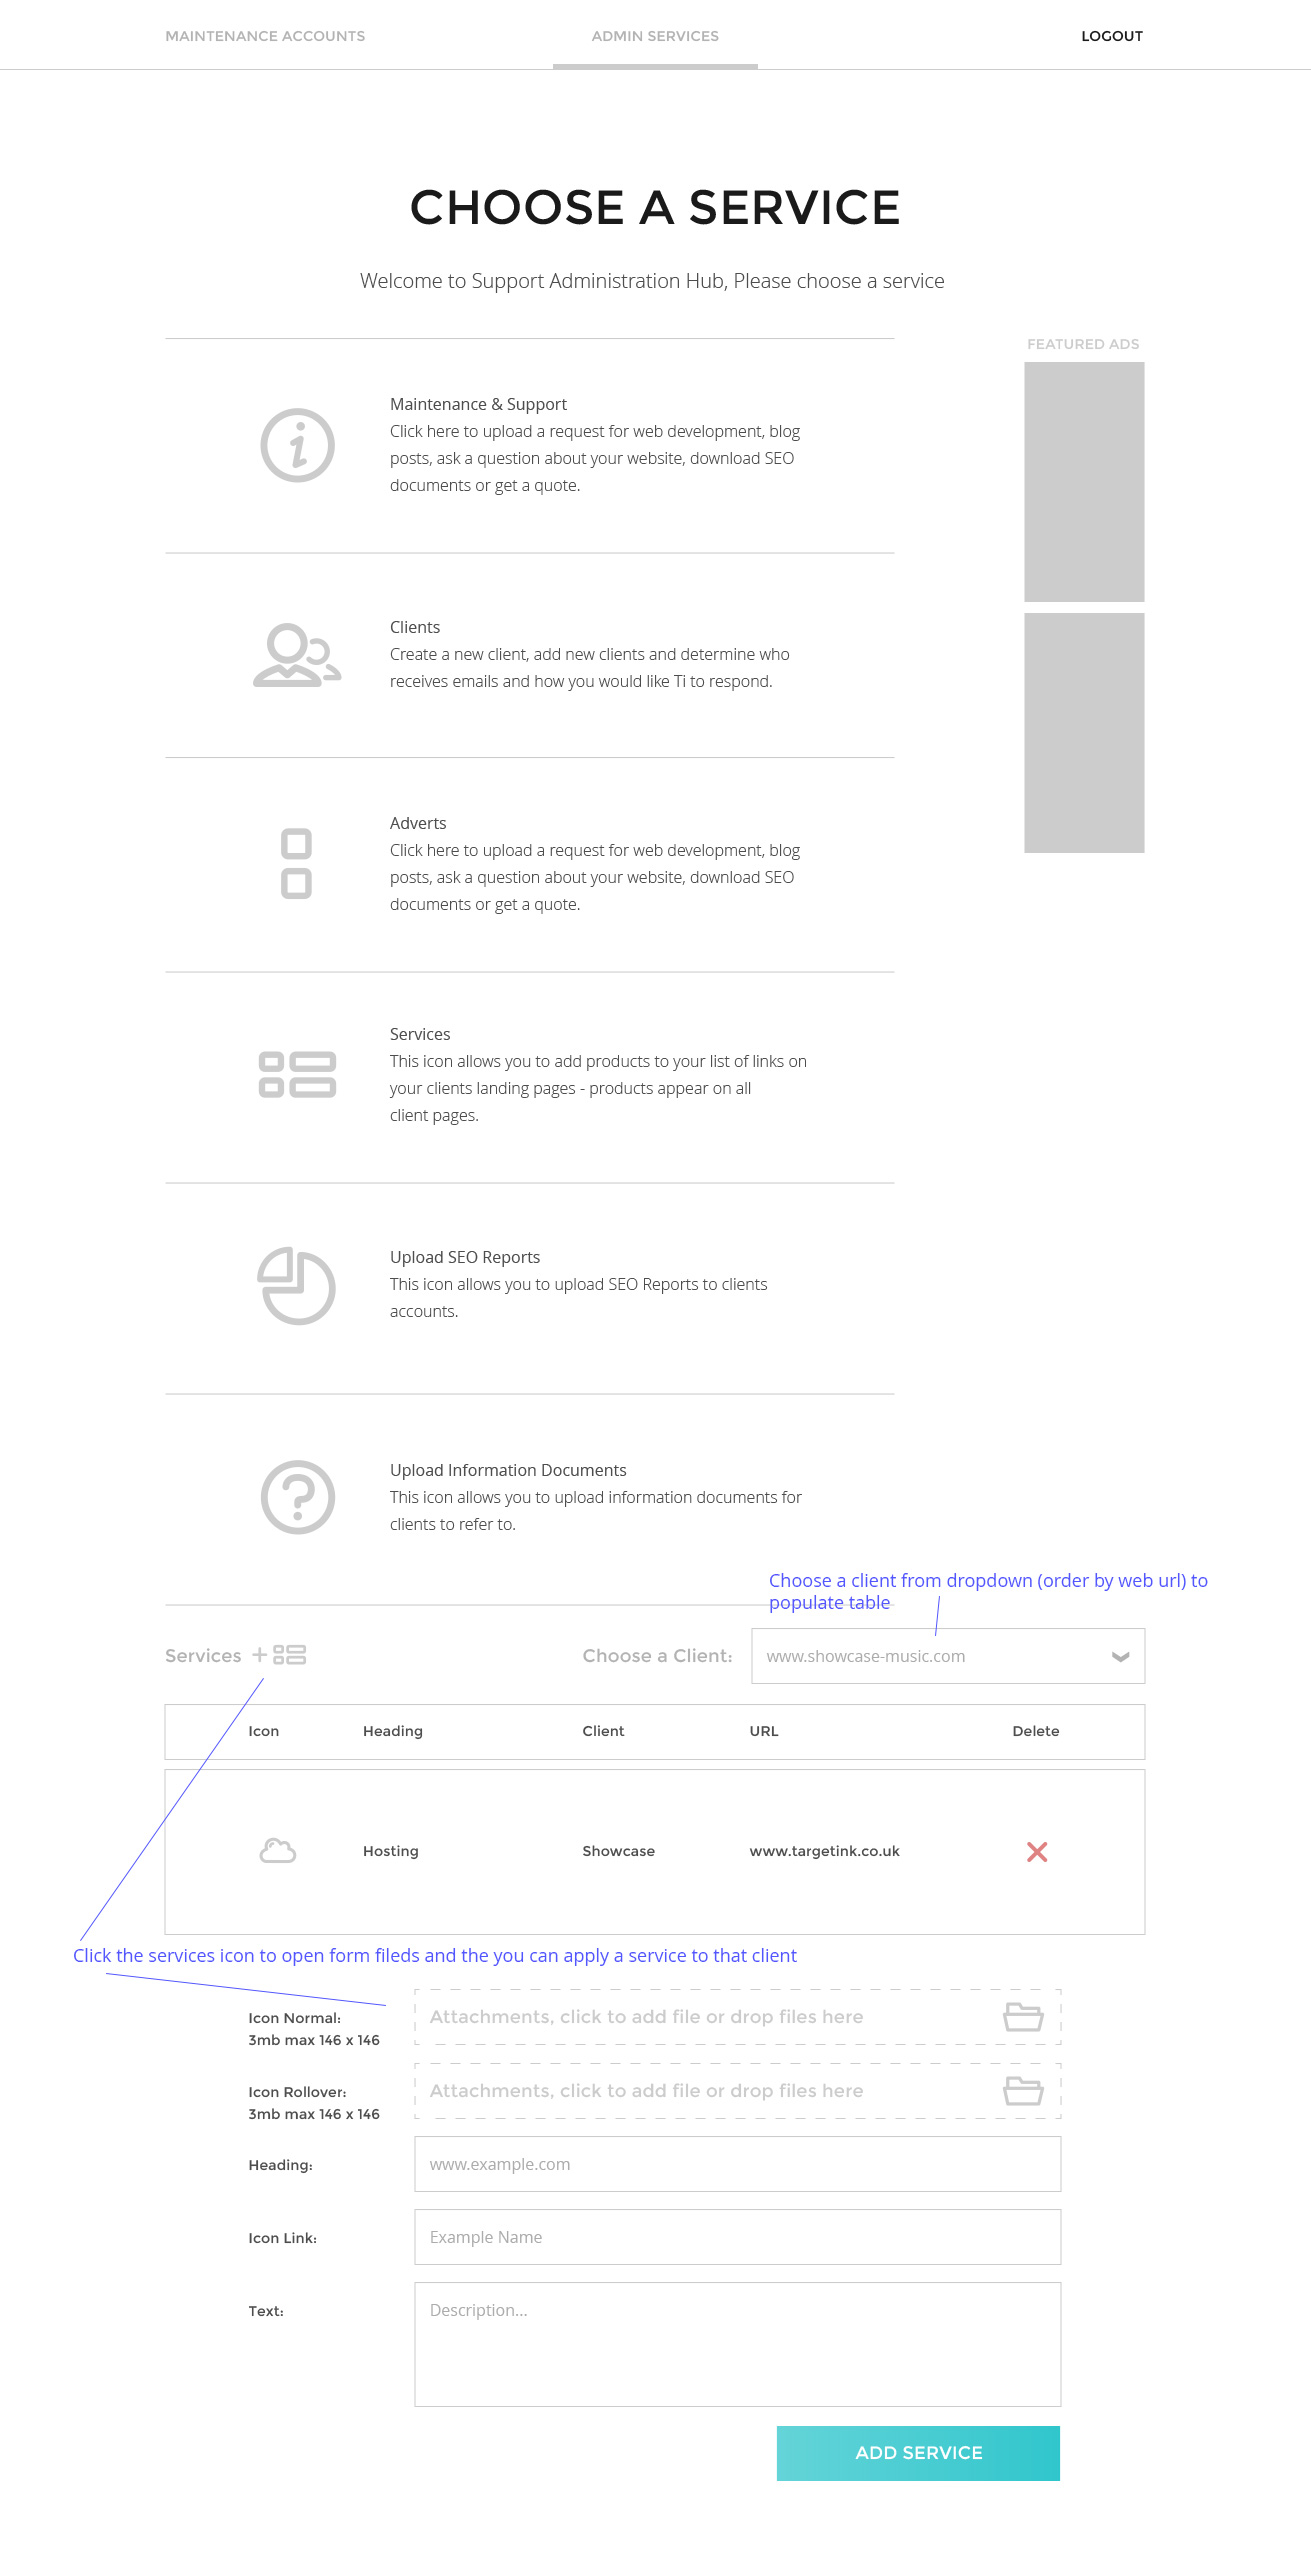 MAINTENANCE ACCOUNTS
ADMIN SERVICES
LOGOUT
CHOOSE A SERVICE
Welcome to Support Administration Hub, Please choose a service
FEATURED ADS
Maintenance & Support
Click here to upload a request for web development, blog
posts, ask a question about your website, download SEO
documents or get a quote.
Clients
Create a new client, add new clients and determine who
receives emails and how you would like Ti to respond.
Adverts
Click here to upload a request for web development, blog
posts, ask a question about your website, download SEO
documents or get a quote.
Services
This icon allows you to add products to your list of links on
your clients landing pages - products appear on all
client pages.
Upload SEO Reports
This icon allows you to upload SEO Reports to clients
accounts.
Upload Information Documents
This icon allows you to upload information documents for
clients to refer to.
Choose a client from dropdown (order by web url) to
populate table
Services +
Choose a Client:
www.showcase-music.com
Icon Heading Client URL Delete
Hosting Showcase www.targetink.co.uk
Click the services icon to open form fileds and the you can apply a service to that client
Icon Normal:
3mb max 146 x 146
Attachments, click to add file or drop files here
Icon Rollover:
3mb max 146 x 146
Attachments, click to add file or drop files here
Heading:
www.example.com
Icon Link:
Example Name
Text:
Description...
ADD SERVICE